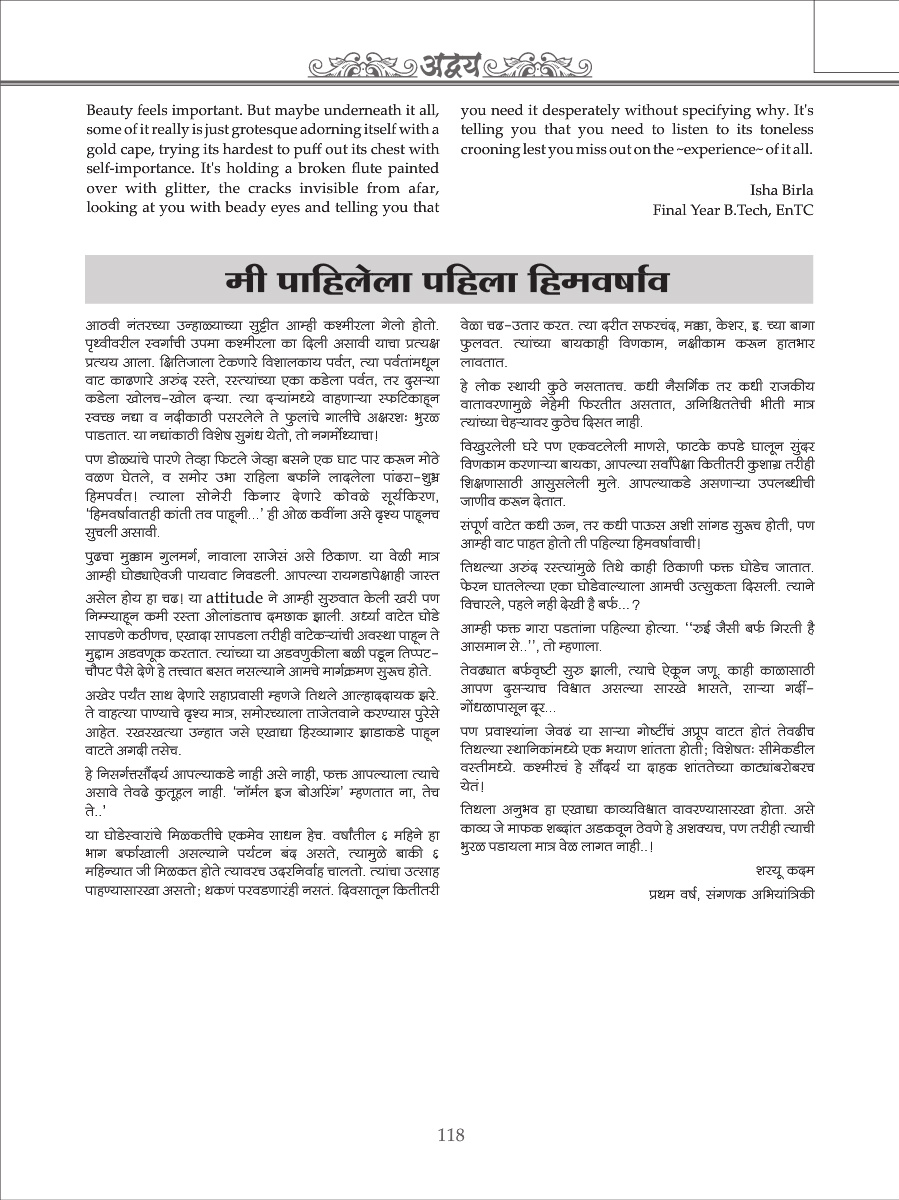 अद्वय
Beauty feels important. But maybe underneath it all,
some of it really is just grotesque adorning itself with a
gold cape, trying its hardest to puff out its chest with
self-importance. It's holding a broken flute painted
over with glitter, the cracks invisible from afar,
looking at you with beady eyes and telling you that
you need it desperately without specifying why. It's
telling you that you need to listen to its toneless
crooning lest you miss out on the ~experience~ of it all.
Isha Birla
Final Year B.Tech, EnTC
मी पाहिलेला पहिला हिमवर्षाव
आठवी नंतरच्या उन्हाळ्याच्या सुट्टीत आम्ही कश्मीरला गेलो होतो.
पृथ्वीवरील स्वर्गाची उपमा कश्मीरला का दिली असावी याचा प्रत्यक्ष
प्रत्यय आला. क्षितिजाला टेकणारे विशालकाय पर्वत, त्या पर्वतांमधून
वाट काढणारे अरुंद रस्ते, रस्त्यांच्या एका कडेला पर्वत, तर दुसऱ्या
कडेला खोलच-खोल दऱ्या. त्या दऱ्यांमध्ये वाहणाऱ्या स्फटिकाहून
स्वच्छ नद्या व नदीकाठी पसरलेले ते फुलांचे गालीचे अक्षरशः भुरळ
पाडतात. या नद्यांकाठी विशेष सुगंध येतो, तो नगर्मोथ्याचा!
पण डोळ्यांचे पारणे तेव्हा फिटले जेव्हा बसने एक घाट पार करून मोठे
वळण घेतले, व समोर उभा राहिला बर्फाने लादलेला पांढरा-शुभ्र
हिमपर्वत! त्याला सोनेरी किनार देणारे कोवळे सूर्यकिरण,
'हिमवर्षावातही कांती तव पाहूनी...' ही ओळ कवींना असे दृश्य पाहूनच
सुचली असावी.
पुढचा मुक्काम गुलमर्ग, नावाला साजेसं असे ठिकाण. या वेळी मात्र
आम्ही घोड्याऐवजी पायवाट निवडली. आपल्या रायगडापेक्षाही जास्त
असेल होय हा चढ! या attitude ने आम्ही सुरुवात केली खरी पण
निम्म्याहून कमी रस्ता ओलांडताच दमछाक झाली. अर्ध्या वाटेत घोडे
सापडणे कठीणच, एखादा सापडला तरीही वाटेकऱ्यांची अवस्था पाहून ते
मुद्दाम अडवणूक करतात. त्यांच्या या अडवणुकीला बळी पडून तिप्पट-
चौपट पैसे देणे हे तत्त्वात बसत नसल्याने आमचे मार्गक्रमण सुरूच होते.
अखेर पर्यंत साथ देणारे सहाप्रवासी म्हणजे तिथले आल्हाददायक झरे.
ते वाहत्या पाण्याचे दृश्य मात्र, समोरच्याला ताजेतवाने करण्यास पुरेसे
आहेत. रखरखत्या उन्हात जसे एखाद्या हिरव्यागार झाडाकडे पाहून
वाटते अगदी तसेच.
हे निसर्गत्तसौंदर्य आपल्याकडे नाही असे नाही, फक्त आपल्याला त्याचे
असावे तेवढे कुतूहल नाही. 'नॉर्मल इज बोअरिंग' म्हणतात ना, तेच
ते..'
या घोडेस्वारांचे मिळकतीचे एकमेव साधन हेच. वर्षांतील ६ महिने हा
भाग बर्फाखाली असल्याने पर्यटन बंद असते, त्यामुळे बाकी ६
महिन्यात जी मिळकत होते त्यावरच उदरनिर्वाह चालतो. त्यांचा उत्साह
पाहण्यासारखा असतो; थकणं परवडणारंही नसतं. दिवसातून कितीतरी
वेळा चढ-उतार करत. त्या दरीत सफरचंद, मक्का, केशर, इ. च्या बागा
फुलवत. त्यांच्या बायकाही विणकाम, नक्षीकाम करून हातभार
लावतात.
हे लोक स्थायी कुठे नसतातच. कधी नैसर्गिक तर कधी राजकीय
वातावरणामुळे नेहेमी फिरतीत असतात, अनिश्चिततेची भीती मात्र
त्यांच्या चेहऱ्यावर कुठेच दिसत नाही.
विखुरलेली घरे पण एकवटलेली माणसे, फाटके कपडे घालून सुंदर
विणकाम करणाऱ्या बायका, आपल्या सर्वांपेक्षा कितीतरी कुशाग्र तरीही
शिक्षणासाठी आसुसलेली मुले. आपल्याकडे असणाऱ्या उपलब्धीची
जाणीव करून देतात.
संपूर्ण वाटेत कधी ऊन, तर कधी पाऊस अशी सांगड सुरूच होती, पण
आम्ही वाट पाहत होतो ती पहिल्या हिमवर्षावाची!
तिथल्या अरुंद रस्त्यांमुळे तिथे काही ठिकाणी फक्त घोडेच जातात.
फेरन घातलेल्या एका घोडेवाल्याला आमची उत्सुकता दिसली. त्याने
विचारले, पहले नही देखी है बर्फ...?
आम्ही फक्त गारा पडतांना पहिल्या होत्या. ''रुई जैसी बर्फ गिरती है
आसमान से..'', तो म्हणाला.
तेवढ्यात बर्फवृष्टी सुरु झाली, त्याचे ऐकून जणू. काही काळासाठी
आपण दुसऱ्याच विश्वात असल्या सारखे भासते, साऱ्या गर्दी-
गोंधळापासून दूर...
पण प्रवाश्यांना जेवढं या साऱ्या गोष्टींचं अप्रूप वाटत होतं तेवढीच
तिथल्या स्थानिकांमध्ये एक भयाण शांतता होती; विशेषतः सीमेकडील
वस्तीमध्ये. कश्मीरचं हे सौंदर्य या दाहक शांततेच्या काट्यांबरोबरच
येतं!
तिथला अनुभव हा एखाद्या काव्यविश्वात वावरण्यासारखा होता. असे
काव्य जे माफक शब्दांत अडकवून ठेवणे हे अशक्यच, पण तरीही त्याची
भुरळ पडायला मात्र वेळ लागत नाही..!
शरयू कदम
प्रथम वर्ष, संगणक अभियांत्रिकी
118